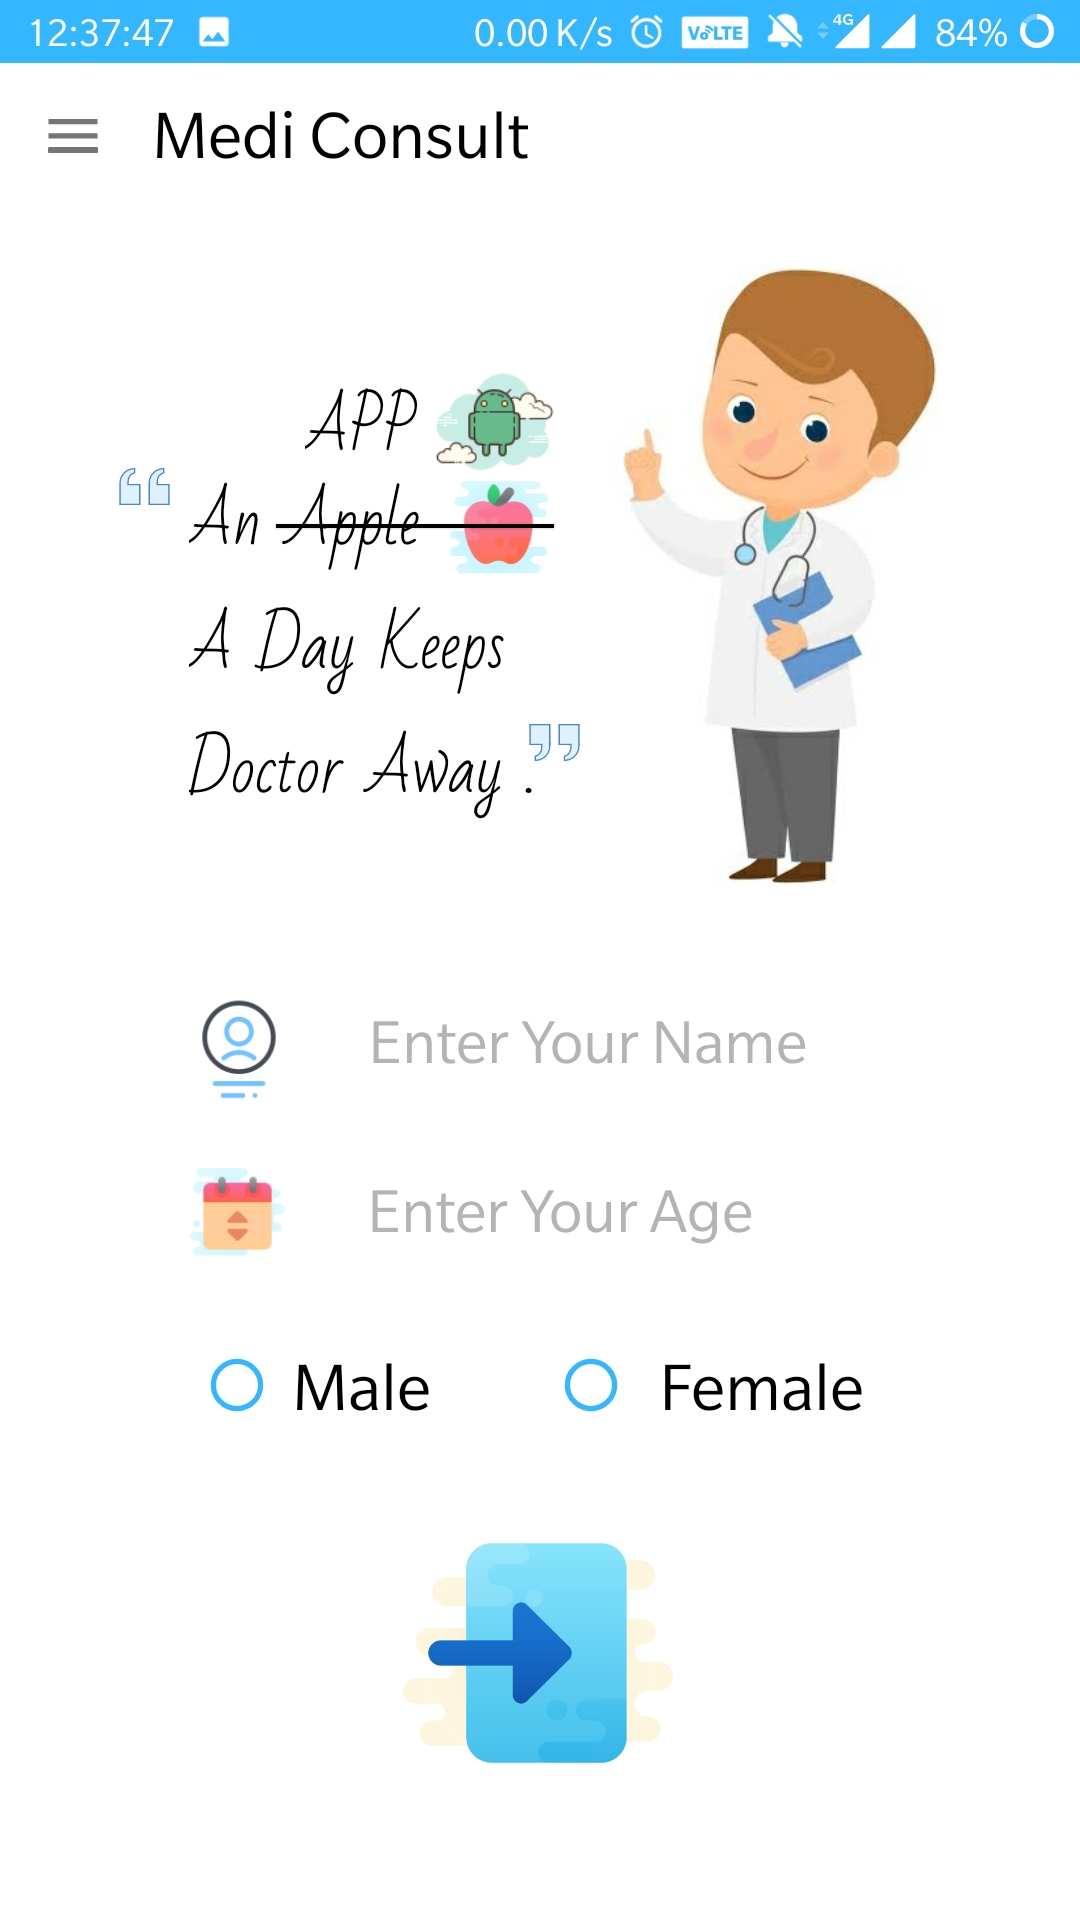 12:37:47 0.00 K/s VoLTE 4G 84%
Medi Consult
APP
“ An Apple
A Day Keeps
Doctor Away .”
Enter Your Name
Enter Your Age
Male Female